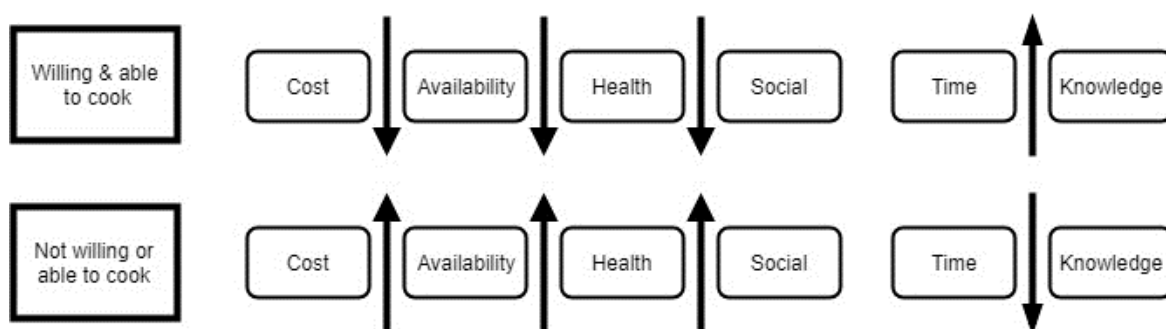 Willing & able
to cook
Cost
Availability
Health
Social
Time
Knowledge
Not willing or
able to cook
Cost
Availability
Health
Social
Time
Knowledge